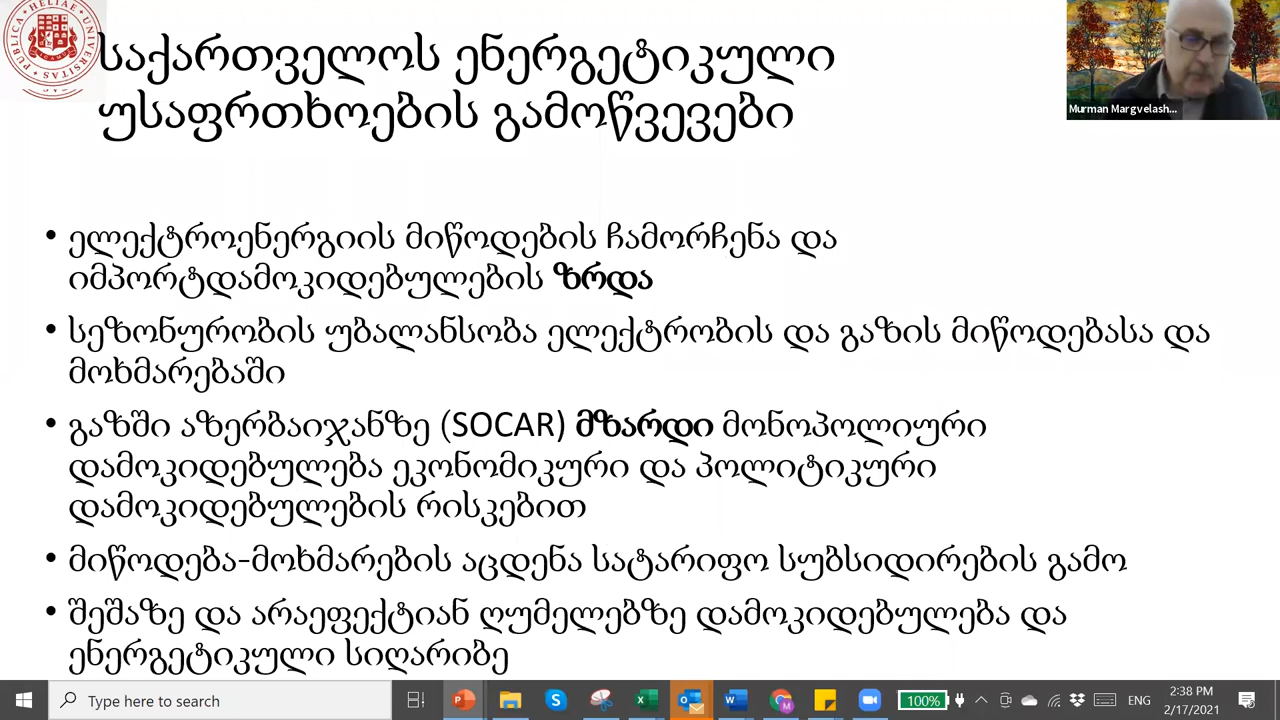 HELIAE UNIVERSITAS PUBLICA
საქართველოს ენერგეტიკული
უსაფრთხოების გამოწვევები
Murman Margvelash...
• ელექტროენერგიის მიწოდების ჩამორჩენა და
იმპორტდამოკიდებულების ზრდა
• სეზონურობის უბალანსობა ელექტრობის და გაზის მიწოდებასა და
მოხმარებაში
• გაზში აზერბაიჯანზე (SOCAR) მზარდი მონოპოლიური
დამოკიდებულება ეკონომიკური და პოლიტიკური
დამოკიდებულების რისკებით
• მიწოდება-მოხმარების აცდენა სატარიფო სუბსიდირების გამო
• შეშაზე და არაეფექტიან ღუმელებზე დამოკიდებულება და
ენერგეტიკული სიღარიბე
Type here to search
100%
ENG
2:38 PM
2/17/2021